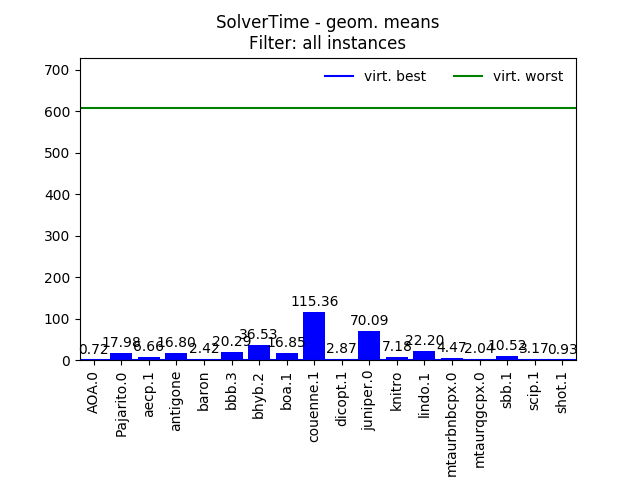 SolverTime - geom. means
Filter: all instances
virt. best
virt. worst
700
600
500
400
300
200
100
0
0.72
17.98
6.66
16.80
2.42
20.29
36.53
16.85
115.36
2.87
70.09
7.18
22.20
4.47
2.04
10.52
3.17
0.93
AOA.0
Pajarito.0
aecp.1
antigone
baron
bbb.3
bhyb.2
boa.1
couenne.1
dicopt.1
juniper.0
knitro
lindo.1
mtaurbnbcpx.0
mtaurqgcpx.0
sbb.1
scip.1
shot.1